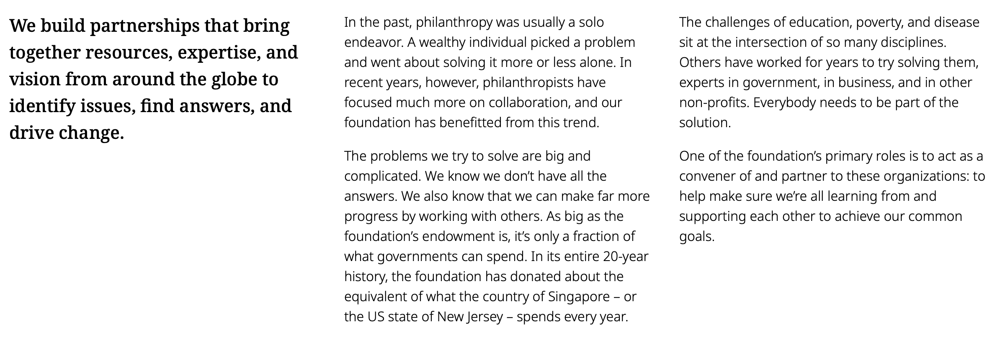 We build partnerships that bring
together resources, expertise, and
vision from around the globe to
identify issues, find answers, and
drive change.
In the past, philanthropy was usually a solo
endeavor. A wealthy individual picked a problem
and went about solving it more or less alone. In
recent years, however, philanthropists have
focused much more on collaboration, and our
foundation has benefitted from this trend.
The problems we try to solve are big and
complicated. We know we don’t have all the
answers. We also know that we can make far more
progress by working with others. As big as the
foundation’s endowment is, it’s only a fraction of
what governments can spend. In its entire 20-year
history, the foundation has donated about the
equivalent of what the country of Singapore – or
the US state of New Jersey – spends every year.
The challenges of education, poverty, and disease
sit at the intersection of so many disciplines.
Others have worked for years to try solving them,
experts in government, in business, and in other
non-profits. Everybody needs to be part of the
solution.
One of the foundation’s primary roles is to act as a
convener of and partner to these organizations: to
help make sure we’re all learning from and
supporting each other to achieve our common
goals.